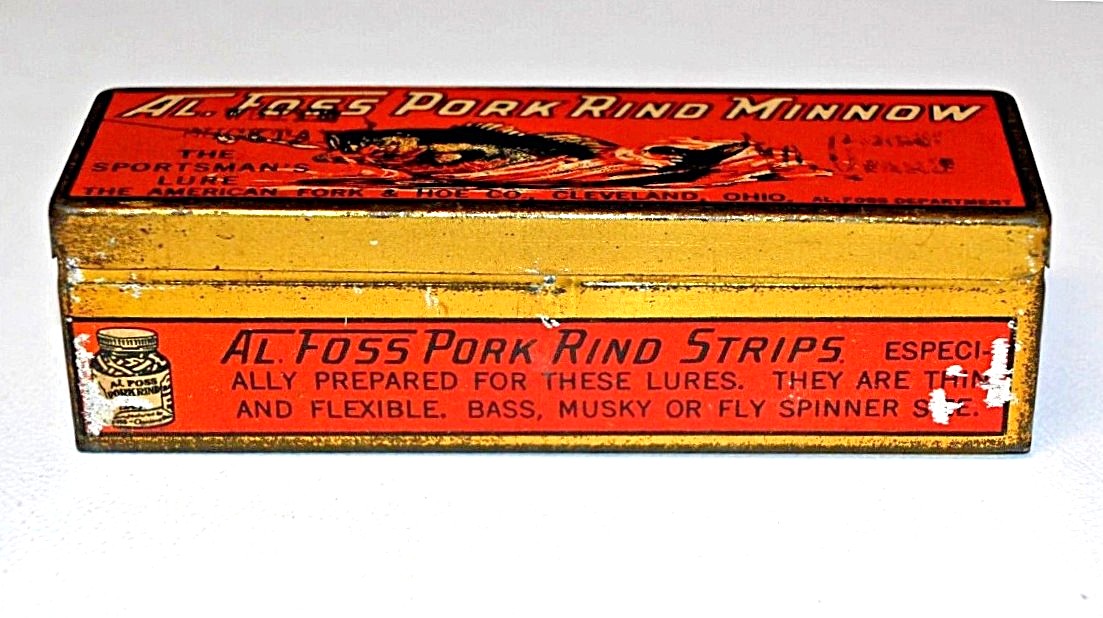 AL. FOSS PORK RIND MINNOW
THE
SPORTSMAN'S
LURE
THE AMERICAN FORK & HOE CO., CLEVELAND, OHIO. AL. FOSS DEPARTMENT
AL. FOSS PORK RIND STRIPS. ESPECI-
ALLY PREPARED FOR THESE LURES. THEY ARE THIN
AND FLEXIBLE. BASS, MUSKY OR FLY SPINNER
AL FOSS
PORK RIND